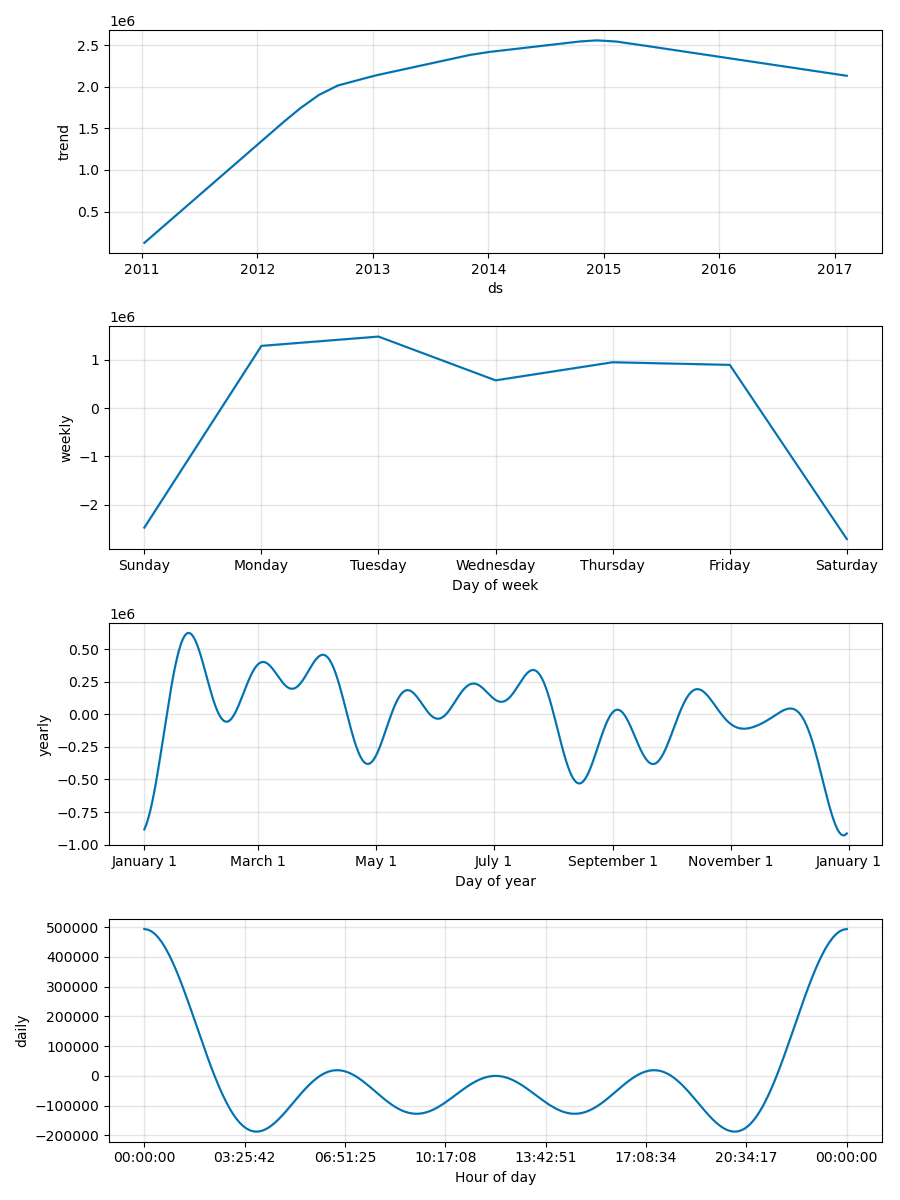 1e6
2.5
2.0
1.5
1.0
0.5
trend
2011 2012 2013 2014 2015 2016 2017
ds
1e6
1
0
−1
−2
weekly
Sunday Monday Tuesday Wednesday Thursday Friday Saturday
Day of week
1e6
0.50
0.25
0.00
−0.25
−0.50
−0.75
−1.00
yearly
January 1 March 1 May 1 July 1 September 1 November 1 January 1
Day of year
500000
400000
300000
200000
100000
0
−100000
−200000
daily
00:00:00 03:25:42 06:51:25 10:17:08 13:42:51 17:08:34 20:34:17 00:00:00
Hour of day